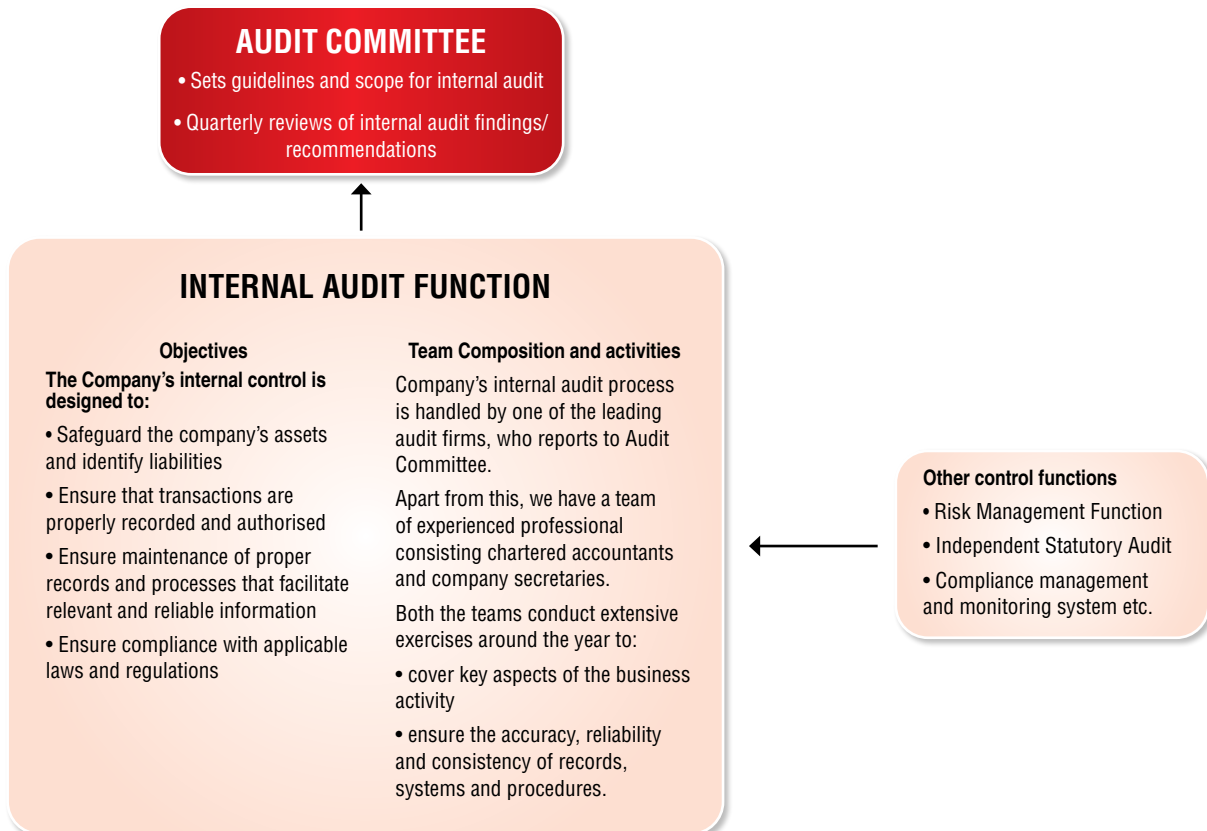 AUDIT COMMITTEE
• Sets guidelines and scope for internal audit
• Quarterly reviews of internal audit findings/
recommendations
INTERNAL AUDIT FUNCTION
Objectives
The Company's internal control is
designed to:
• Safeguard the company's assets
and identify liabilities
• Ensure that transactions are
properly recorded and authorised
• Ensure maintenance of proper
records and processes that facilitate
relevant and reliable information
• Ensure compliance with applicable
laws and regulations
Team Composition and activities
Company's internal audit process
is handled by one of the leading
audit firms, who reports to Audit
Committee.
Apart from this, we have a team
of experienced professional
consisting chartered accountants
and company secretaries.
Both the teams conduct extensive
exercises around the year to:
• cover key aspects of the business
activity
• ensure the accuracy, reliability
and consistency of records,
systems and procedures.
Other control functions
• Risk Management Function
• Independent Statutory Audit
• Compliance management
and monitoring system etc.